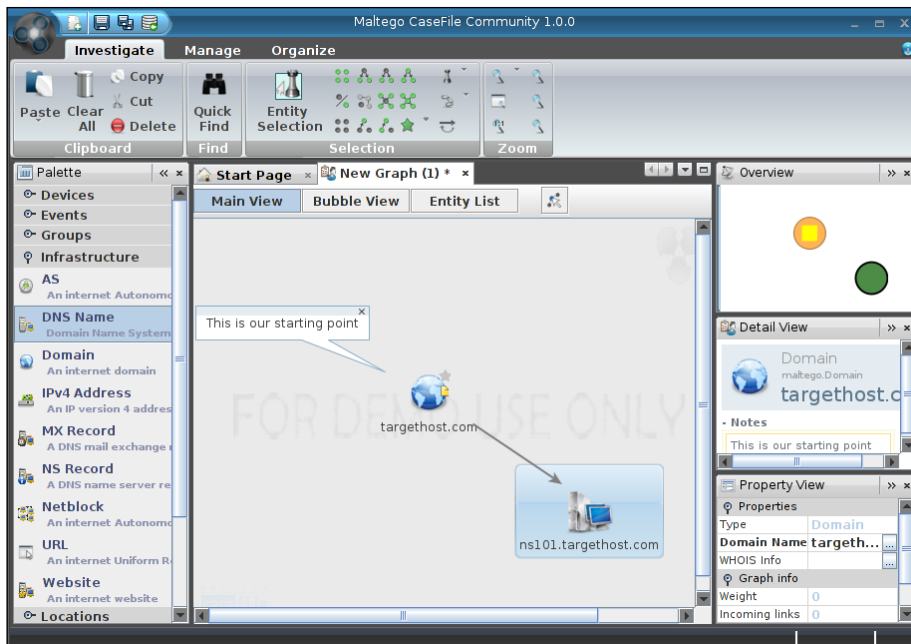 Maltego CaseFile Community 1.0.0
Investigate Manage Organize
Paste
Clear All
Copy
Cut
Delete
Clipboard
Quick Find
Find
Entity Selection
Selection
Zoom
Palette
Devices
Events
Groups
Infrastructure
AS
An internet Autonomo
DNS Name
Domain Name System
Domain
An internet domain
IPv4 Address
An IP version 4 addres
MX Record
A DNS mail exchange
NS Record
A DNS name server re
Netblock
An internet Autonomo
URL
An internet Uniform R
Website
An internet website
Locations
Start Page
New Graph (1) *
Main View Bubble View Entity List
This is our starting point
FOR DEMO USE ONLY
targethost.com
ns101.targethost.com
Overview
Detail View
Domain
maltego.Domain
targethost.c
- Notes
This is our starting point
Property View
Properties
Type Domain
Domain Name targeth...
WHOIS Info
Graph info
Weight 0
Incoming links 0